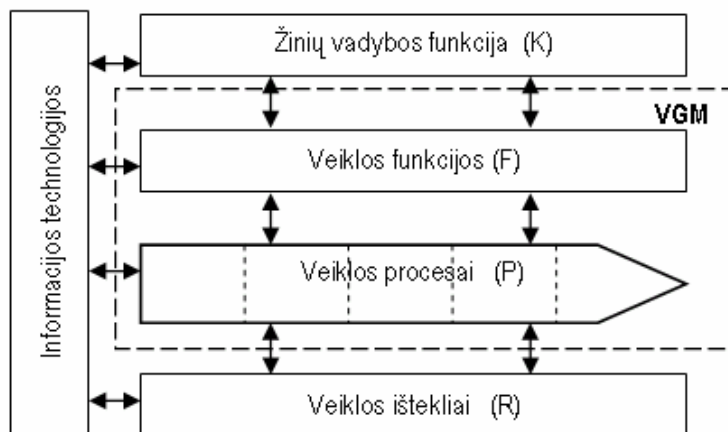 Informacijos technologijos
Žinių vadybos funkcija (K)
VGM
Veiklos funkcijos (F)
Veiklos procesai (P)
Veiklos ištekliai (R)